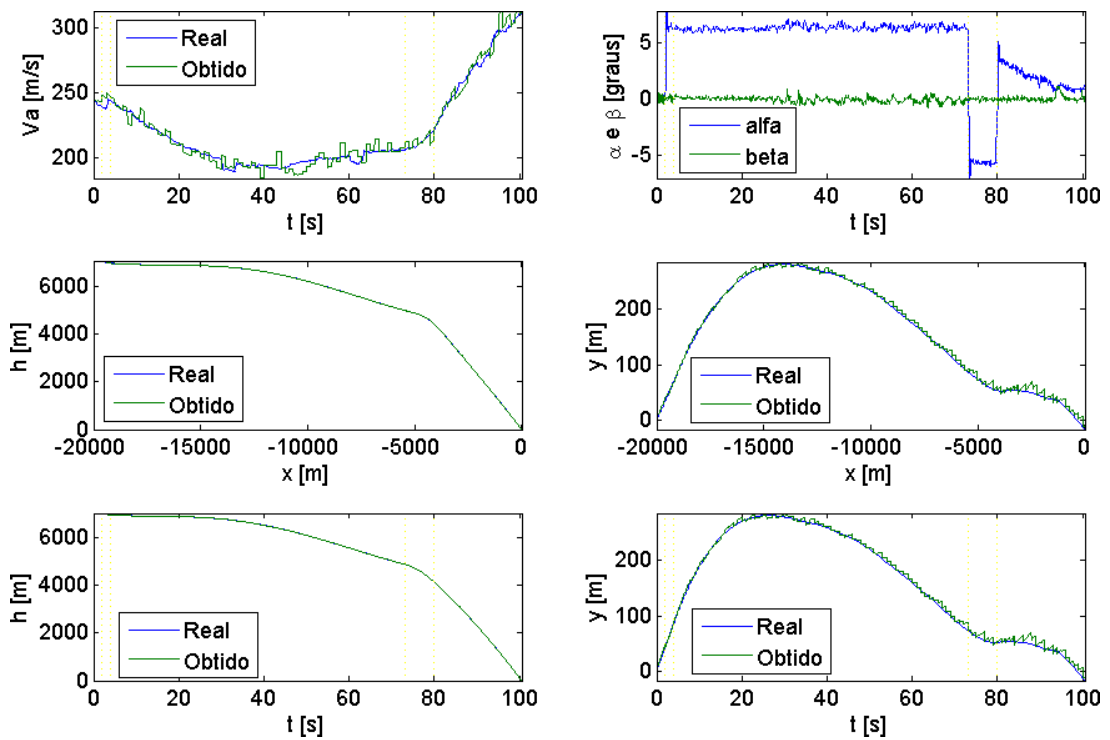 300
250
200
Va [m/s]
Real
Obtido
0 20 40 60 80 100
t [s]
5
0
-5
α e β [graus]
alfa
beta
0 20 40 60 80 100
t [s]
6000
4000
2000
0
h [m]
Real
Obtido
-20000 -15000 -10000 -5000 0
x [m]
200
100
0
y [m]
Real
Obtido
-20000 -15000 -10000 -5000 0
x [m]
6000
4000
2000
0
h [m]
Real
Obtido
0 20 40 60 80 100
t [s]
200
100
0
y [m]
Real
Obtido
0 20 40 60 80 100
t [s]